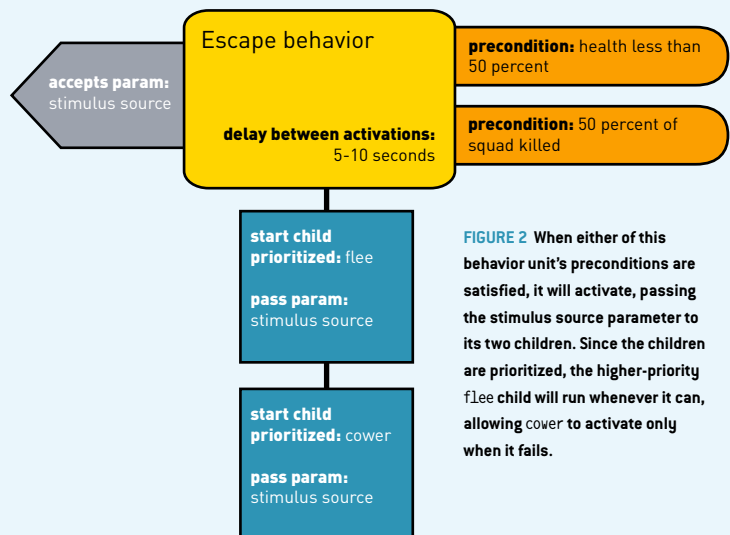 Escape behavior
accepts param:
stimulus source
delay between activations:
5-10 seconds
precondition: health less than
50 percent
precondition: 50 percent of
squad killed
start child
prioritized: flee
pass param:
stimulus source
start child
prioritized: cower
pass param:
stimulus source
FIGURE 2 When either of this
behavior unit's preconditions are
satisfied, it will activate, passing
the stimulus source parameter to
its two children. Since the children
are prioritized, the higher-priority
flee child will run whenever it can,
allowing cower to activate only
when it fails.